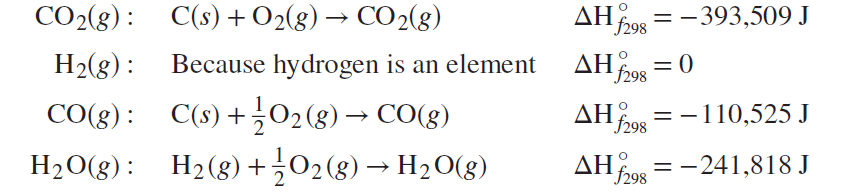 CO₂(g) : C(s) + O₂(g) → CO₂(g) ΔH°f298 = −393,509 J
H₂(g) : Because hydrogen is an element ΔH°f298 = 0
CO(g) : C(s) + ½O₂(g) → CO(g) ΔH°f298 = −110,525 J
H₂O(g) : H₂(g) + ½O₂(g) → H₂O(g) ΔH°f298 = −241,818 J